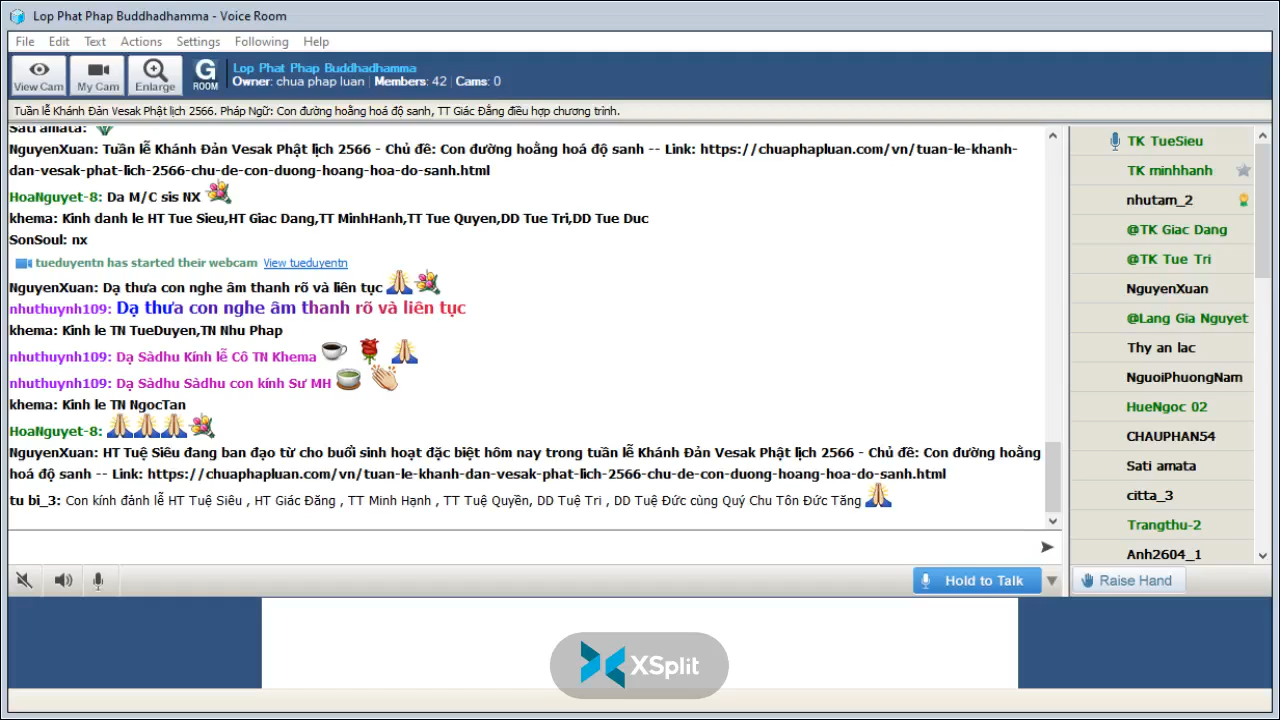 Lop Phat Phap Buddhadhamma - Voice Room
File Edit Text Actions Settings Following Help
View Cam My Cam Enlarge G ROOM
Lop Phat Phap Buddhadhamma
Owner: chua phap luan | Members: 42 | Cams: 0
Tuần lễ Khánh Đản Vesak Phật lịch 2566. Pháp Ngữ: Con đường hoằng hoá độ sanh, TT Giác Đẳng điều hợp chương trình.
Sati amata:
NguyenXuan: Tuần lễ Khánh Đản Vesak Phật lịch 2566 - Chủ đề: Con đường hoằng hoá độ sanh -- Link: https://chuaphapluan.com/vn/tuan-le-khanh-
dan-vesak-phat-lich-2566-chu-de-con-duong-hoang-hoa-do-sanh.html
HoaNguyet-8: Da M/C sis NX
khema: Kinh danh le HT Tue Sieu,HT Giac Dang,TT MinhHanh,TT Tue Quyen,DD Tue Tri,DD Tue Duc
SonSoul: nx
tueduyentn has started their webcam View tueduyentn
NguyenXuan: Dạ thưa con nghe âm thanh rõ và liên tục
nhuthuynh109: Dạ thưa con nghe âm thanh rõ và liên tục
khema: Kinh le TN TueDuyen,TN Nhu Phap
nhuthuynh109: Dạ Sàdhu Kính lễ Cô TN Khema
nhuthuynh109: Dạ Sàdhu Sàdhu con kính Sư MH
khema: Kinh le TN NgocTan
HoaNguyet-8:
NguyenXuan: HT Tuệ Siêu đang ban đạo từ cho buổi sinh hoạt đặc biệt hôm nay trong tuần lễ Khánh Đản Vesak Phật lịch 2566 - Chủ đề: Con đường hoằng
hoá độ sanh -- Link: https://chuaphapluan.com/vn/tuan-le-khanh-dan-vesak-phat-lich-2566-chu-de-con-duong-hoang-hoa-do-sanh.html
tu bi_3: Con kính đảnh lễ HT Tuệ Siêu , HT Giác Đăng , TT Minh Hạnh , TT Tuệ Quyền, DD Tuệ Tri , DD Tuệ Đức cùng Quý Chu Tôn Đức Tăng
TK TueSieu
TK minhhanh
nhutam_2
@TK Giac Dang
@TK Tue Tri
NguyenXuan
@Lang Gia Nguyet
Thy an lac
NguoiPhuongNam
HueNgoc 02
CHAUPHAN54
Sati amata
citta_3
Trangthu-2
Anh2604_1
Hold to Talk
Raise Hand
XSplit